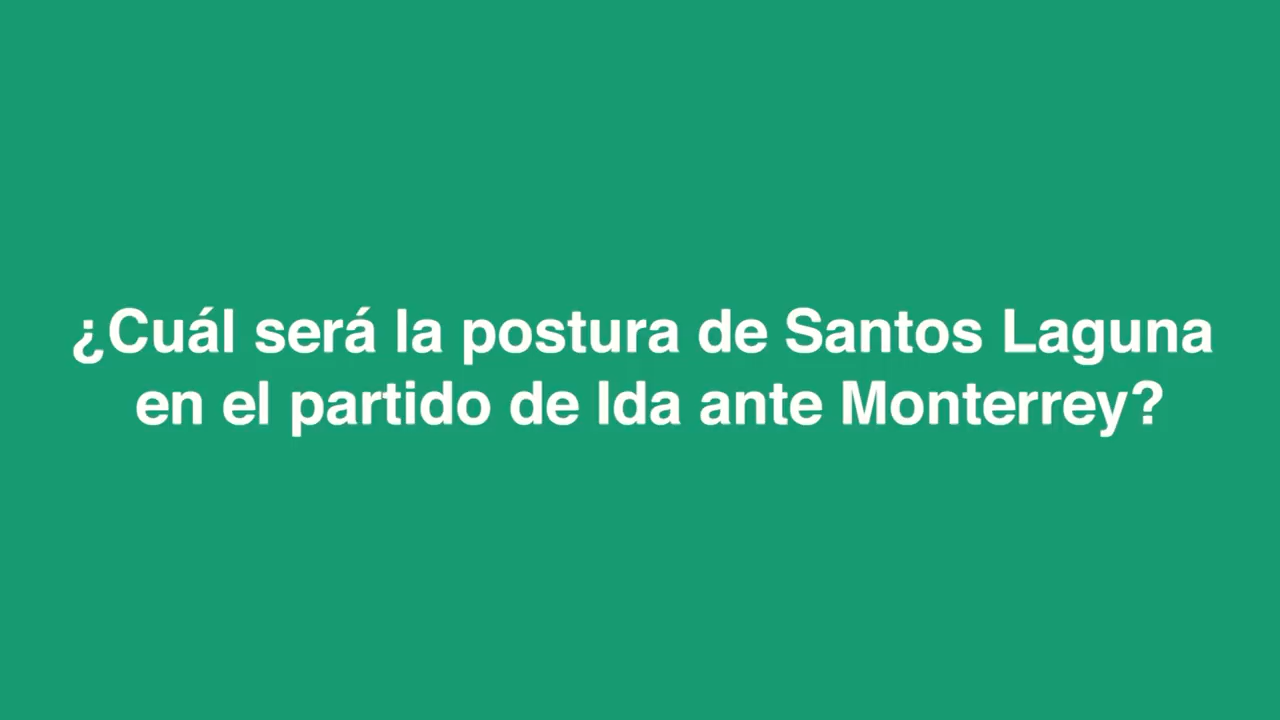 ¿Cuál será la postura de Santos Laguna
en el partido de Ida ante Monterrey?